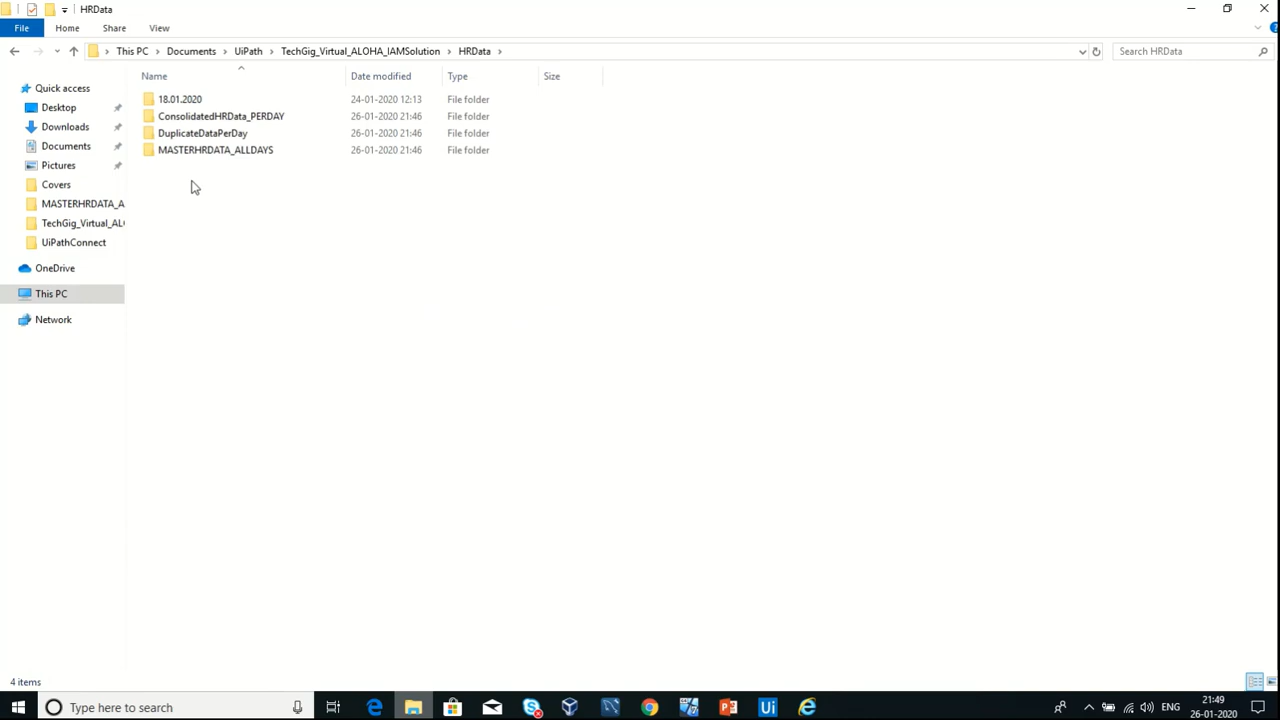 HRData
File Home Share View
This PC Documents UiPath TechGig_Virtual_ALOHA_IAMSolution HRData Search HRData
Name Date modified Type Size
Quick access
Desktop
Downloads
Documents
Pictures
Covers
MASTERHRDATA_A
TechGig_Virtual_AL
UiPathConnect
OneDrive
This PC
Network
18.01.2020 24-01-2020 12:13 File folder
ConsolidatedHRData_PERDAY 26-01-2020 21:46 File folder
DuplicateDataPerDay 26-01-2020 21:46 File folder
MASTERHRDATA_ALLDAYS 26-01-2020 21:46 File folder
4 items
Type here to search
Ui
ENG
21:49
26-01-2020